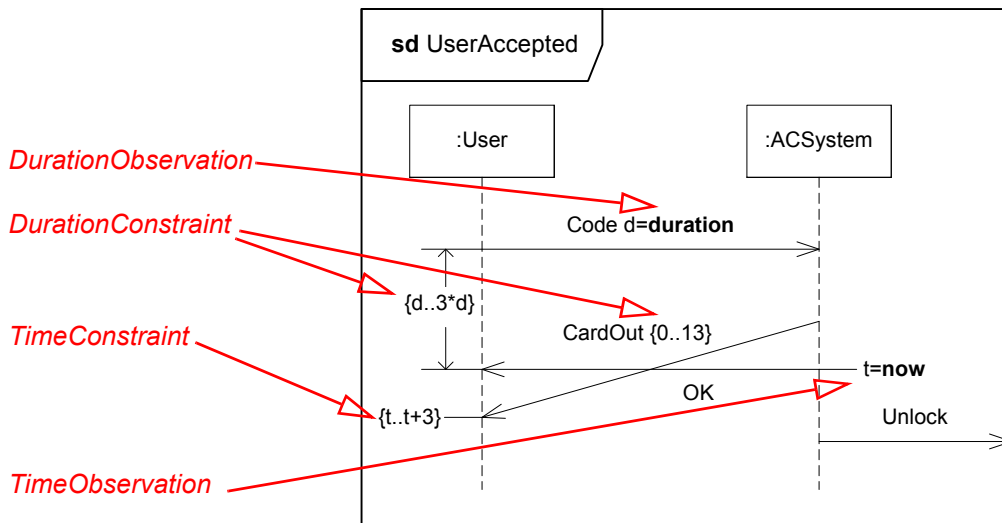 sd UserAccepted
:User
:ACSystem
DurationObservation
Code d=duration
DurationConstraint
{d..3*d}
CardOut {0..13}
TimeConstraint
t=now
OK
{t..t+3}
Unlock
TimeObservation